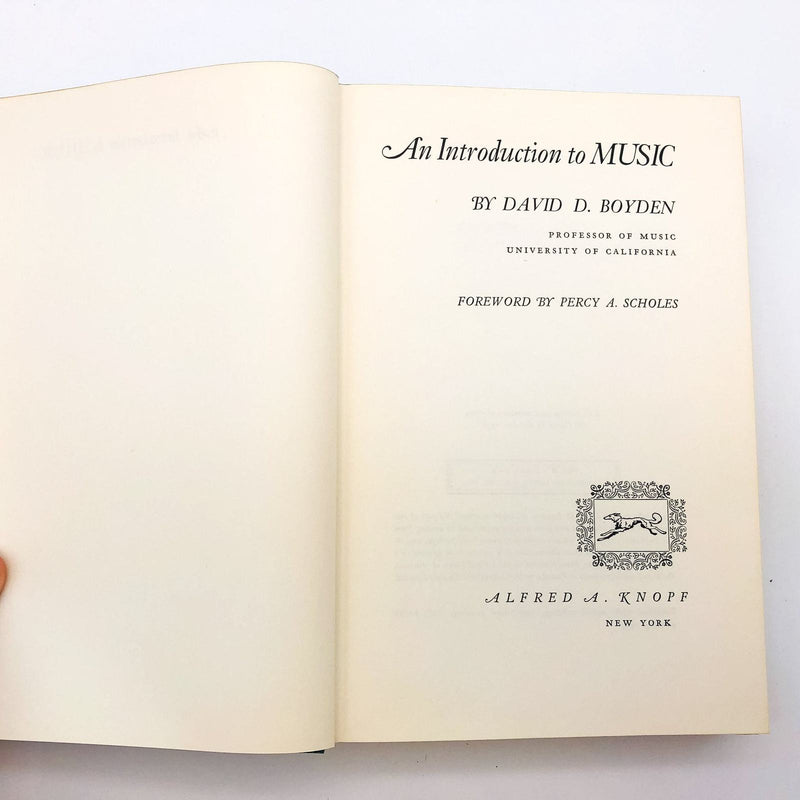 An Introduction to MUSIC
BY DAVID D. BOYDEN
PROFESSOR OF MUSIC
UNIVERSITY OF CALIFORNIA
FOREWORD BY PERCY A. SCHOLES
ALFRED A. KNOPF
NEW YORK